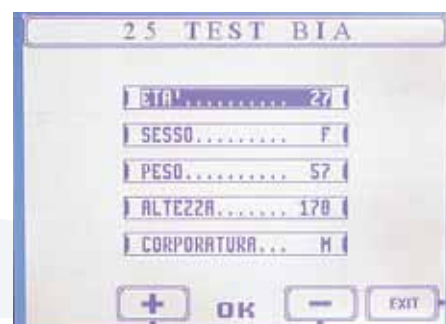 25 TEST BIA
ETA'.......... 27
SESSO......... F
PESO.......... 57
ALTEZZA....... 170
CORPORATURA... M
+ OK - EXIT